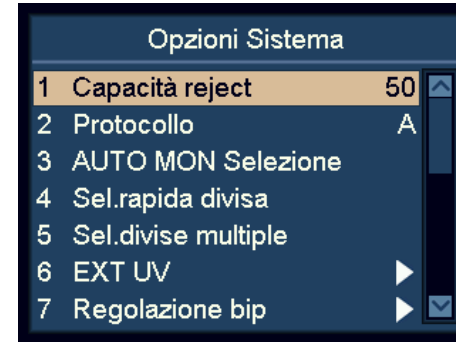 Opzioni Sistema
1 Capacità reject 50
2 Protocollo A
3 AUTO MON Selezione
4 Sel.rapida divisa
5 Sel.divise multiple
6 EXT UV
7 Regolazione bip